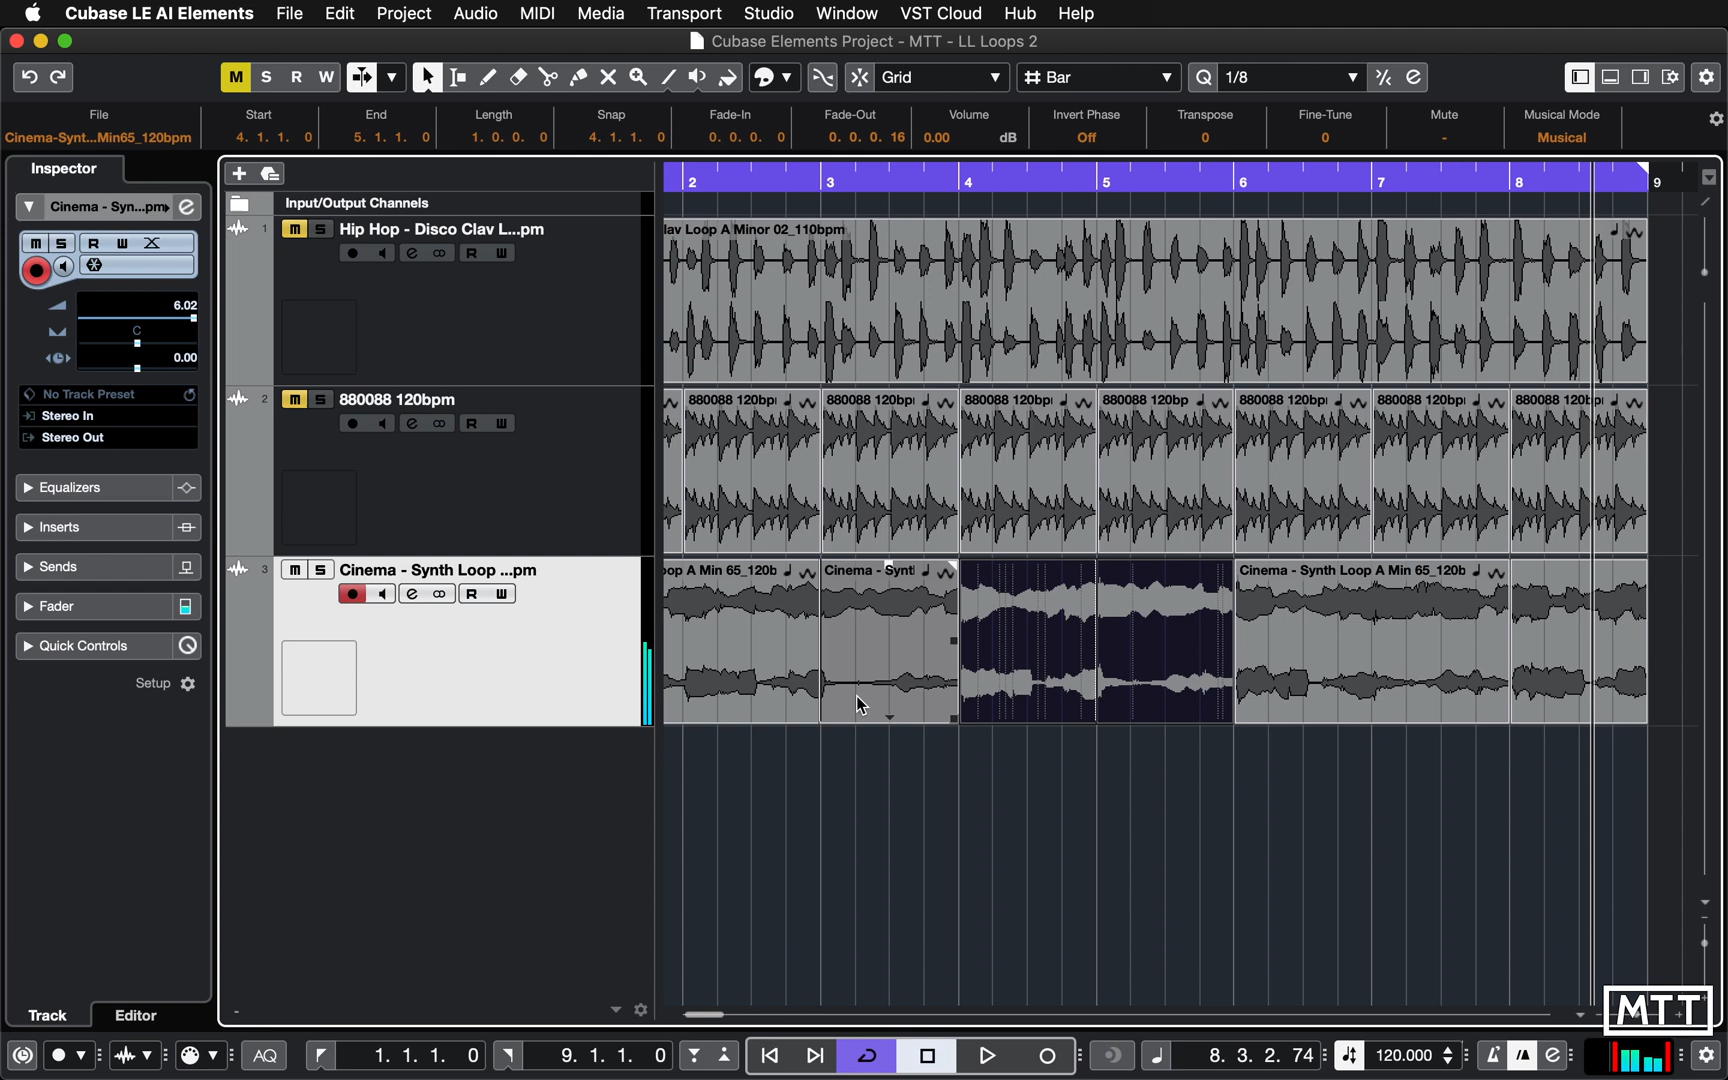 Cubase LE AI Elements File Edit Project Audio MIDI Media Transport Studio Window VST Cloud Hub Help
Cubase Elements Project - MTT - LL Loops 2
M S R W Grid Bar Q 1/8
File Start End Length Snap Fade-In Fade-Out Volume Invert Phase Transpose Fine-Tune Mute Musical Mode
Cinema-Synt...Min65_120bpm 4. 1. 1. 0 5. 1. 1. 0 1. 0. 0. 0 4. 1. 1. 0 0. 0. 0. 0 0. 0. 0. 16 0.00 dB Off 0 0 - Musical
Inspector
2 3 4 5 6 7 8 9
Cinema - Syn...pm
Input/Output Channels
1 m S Hip Hop - Disco Clav L...pm
lav Loop A Minor 02_110bpm
m S R W
R W
6.02
C
0.00
No Track Preset
Stereo In
Stereo Out
2 m S 880088 120bpm
R W
880088 120bp 880088 120bp 880088 120bp 880088 120bp 880088 120bp 880088 120bp 880088 120bp
Equalizers
Inserts
Sends
Fader
Quick Controls
Setup
3 m S Cinema - Synth Loop ...pm
R W
oop A Min 65_120b Cinema - Synt Cinema - Synth Loop A Min 65_120b
Track Editor
MTT
AQ 1. 1. 1. 0 9. 1. 1. 0 8. 3. 2. 74 120.000